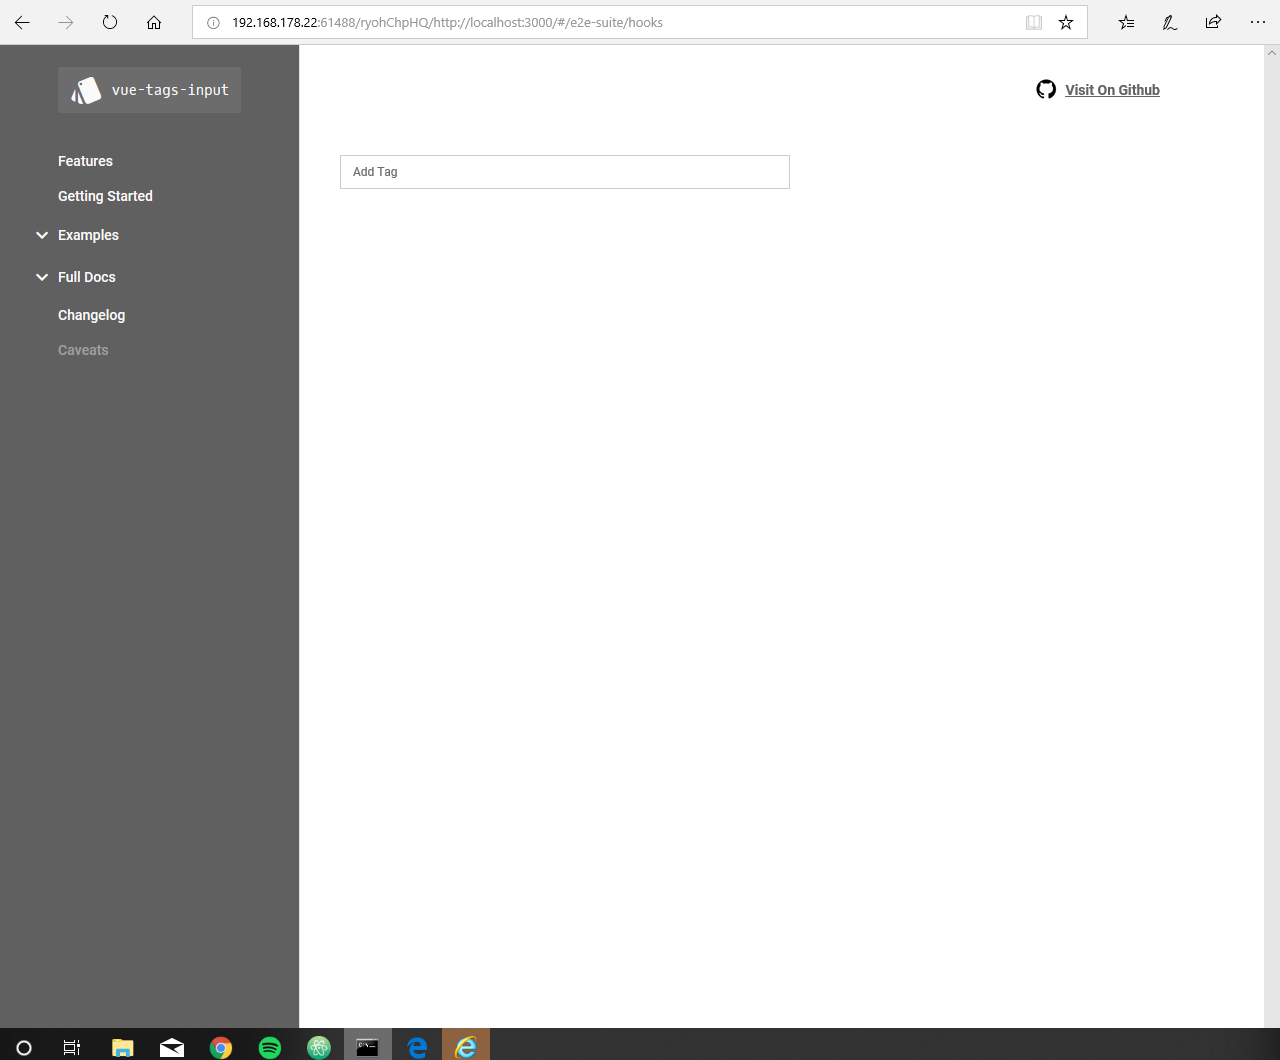 192.168.178.22:61488/ryohChpHQ/http://localhost:3000/#/e2e-suite/hooks
vue-tags-input
Visit On Github
Features
Add Tag
Getting Started
Examples
Full Docs
Changelog
Caveats